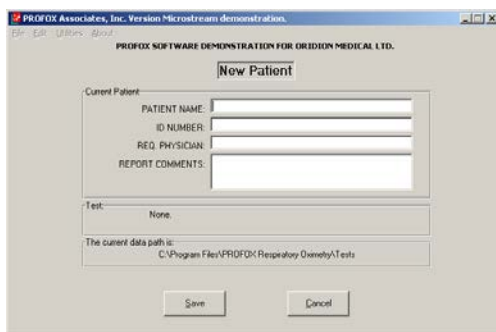 PROFOX Associates, Inc. Version Microstream demonstration.
File Edit Utilities About
PROFOX SOFTWARE DEMONSTRATION FOR ORIDION MEDICAL LTD.
New Patient
Current Patient
PATIENT NAME:
ID NUMBER:
REQ. PHYSICIAN:
REPORT COMMENTS:
Test:
None.
The current data path is:
C:\Program Files\PROFOX Respiratory Oximetry\Tests
Save Cancel